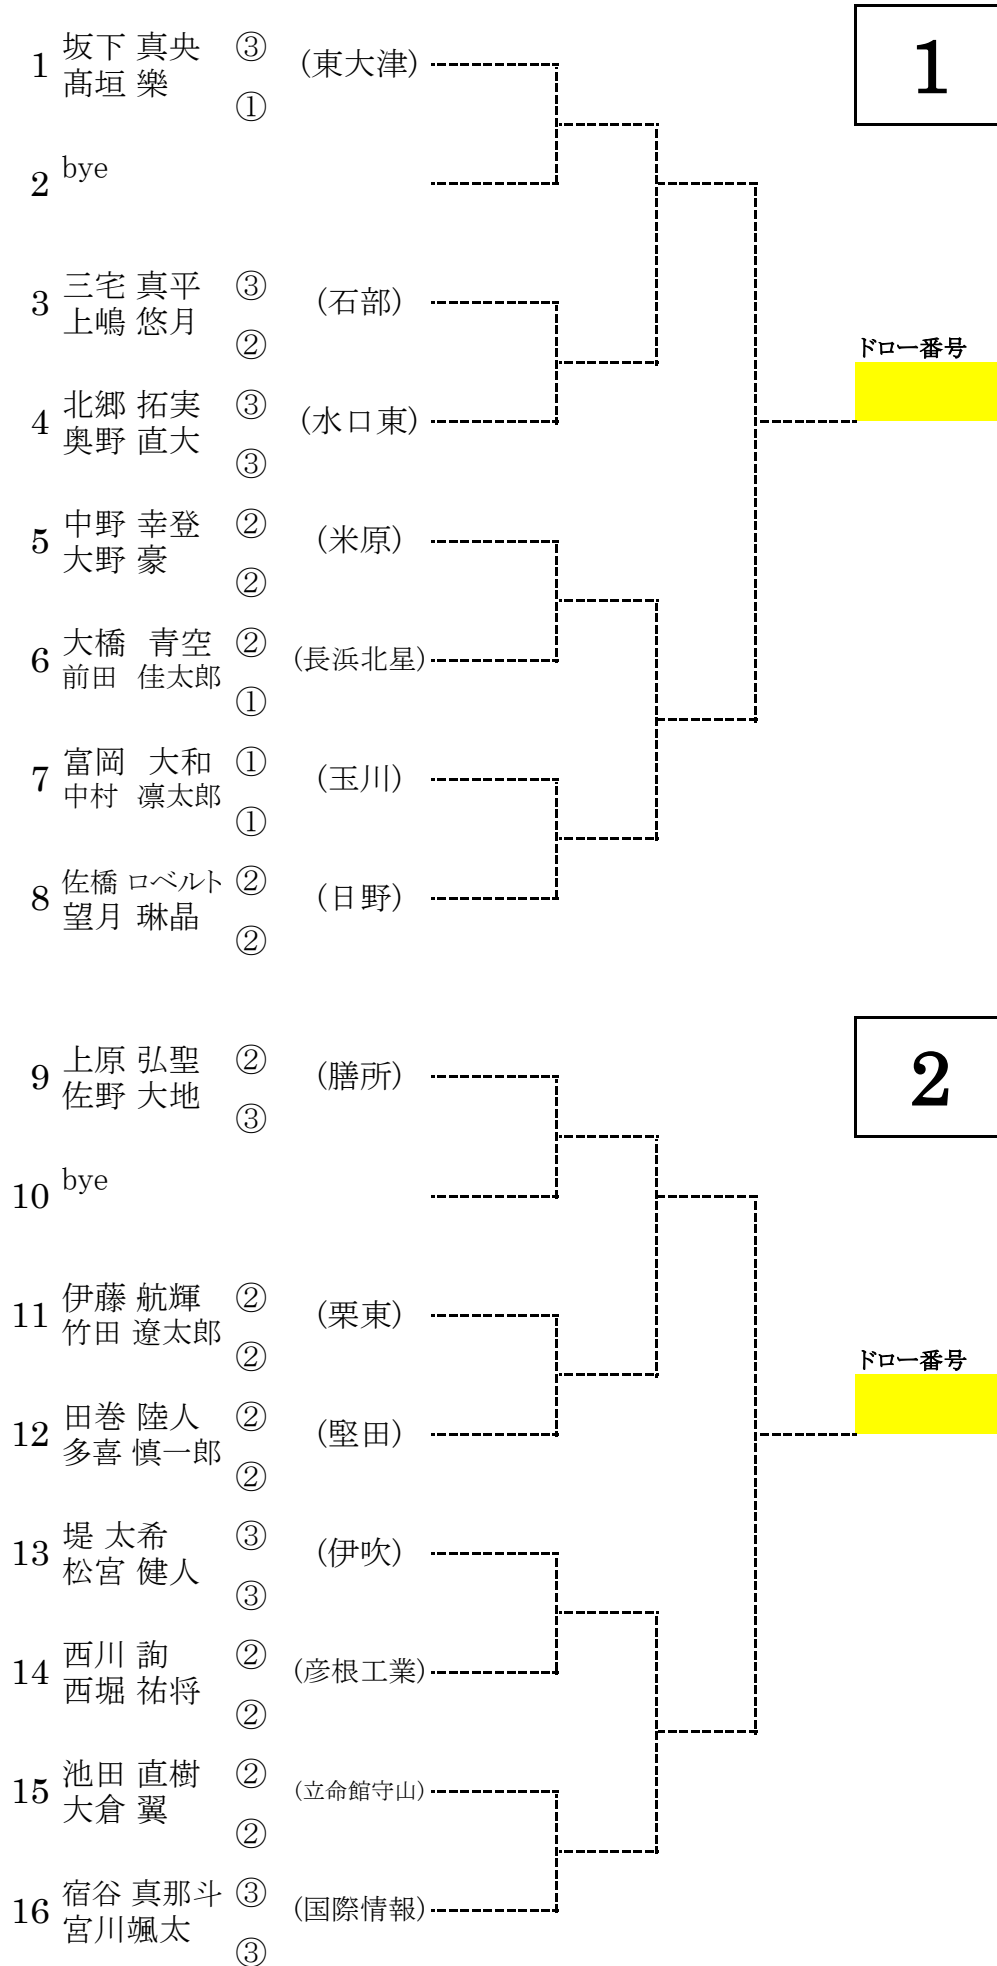 1
1 坂下 真央 ③ (東大津)
髙垣 樂 ①
2 bye
3 三宅 真平 ③ (石部)
上嶋 悠月 ②
ドロー番号
4 北郷 拓実 ③ (水口東)
奥野 直大 ③
5 中野 幸登 ② (米原)
大野 豪 ②
6 大橋 青空 ② (長浜北星)
前田 佳太郎 ①
7 富岡 大和 ① (玉川)
中村 凛太郎 ①
8 佐橋 ロベルト ② (日野)
望月 琳晶 ②
2
9 上原 弘聖 ② (膳所)
佐野 大地 ③
10 bye
11 伊藤 航輝 ② (栗東)
竹田 遼太郎 ②
ドロー番号
12 田巻 陸人 ② (堅田)
多喜 慎一郎 ②
13 堤 太希 ③ (伊吹)
松宮 健人 ③
14 西川 詢 ② (彦根工業)
西堀 祐将 ②
15 池田 直樹 ② (立命館守山)
大倉 翼 ②
16 宿谷 真那斗 ③ (国際情報)
宮川颯太 ③